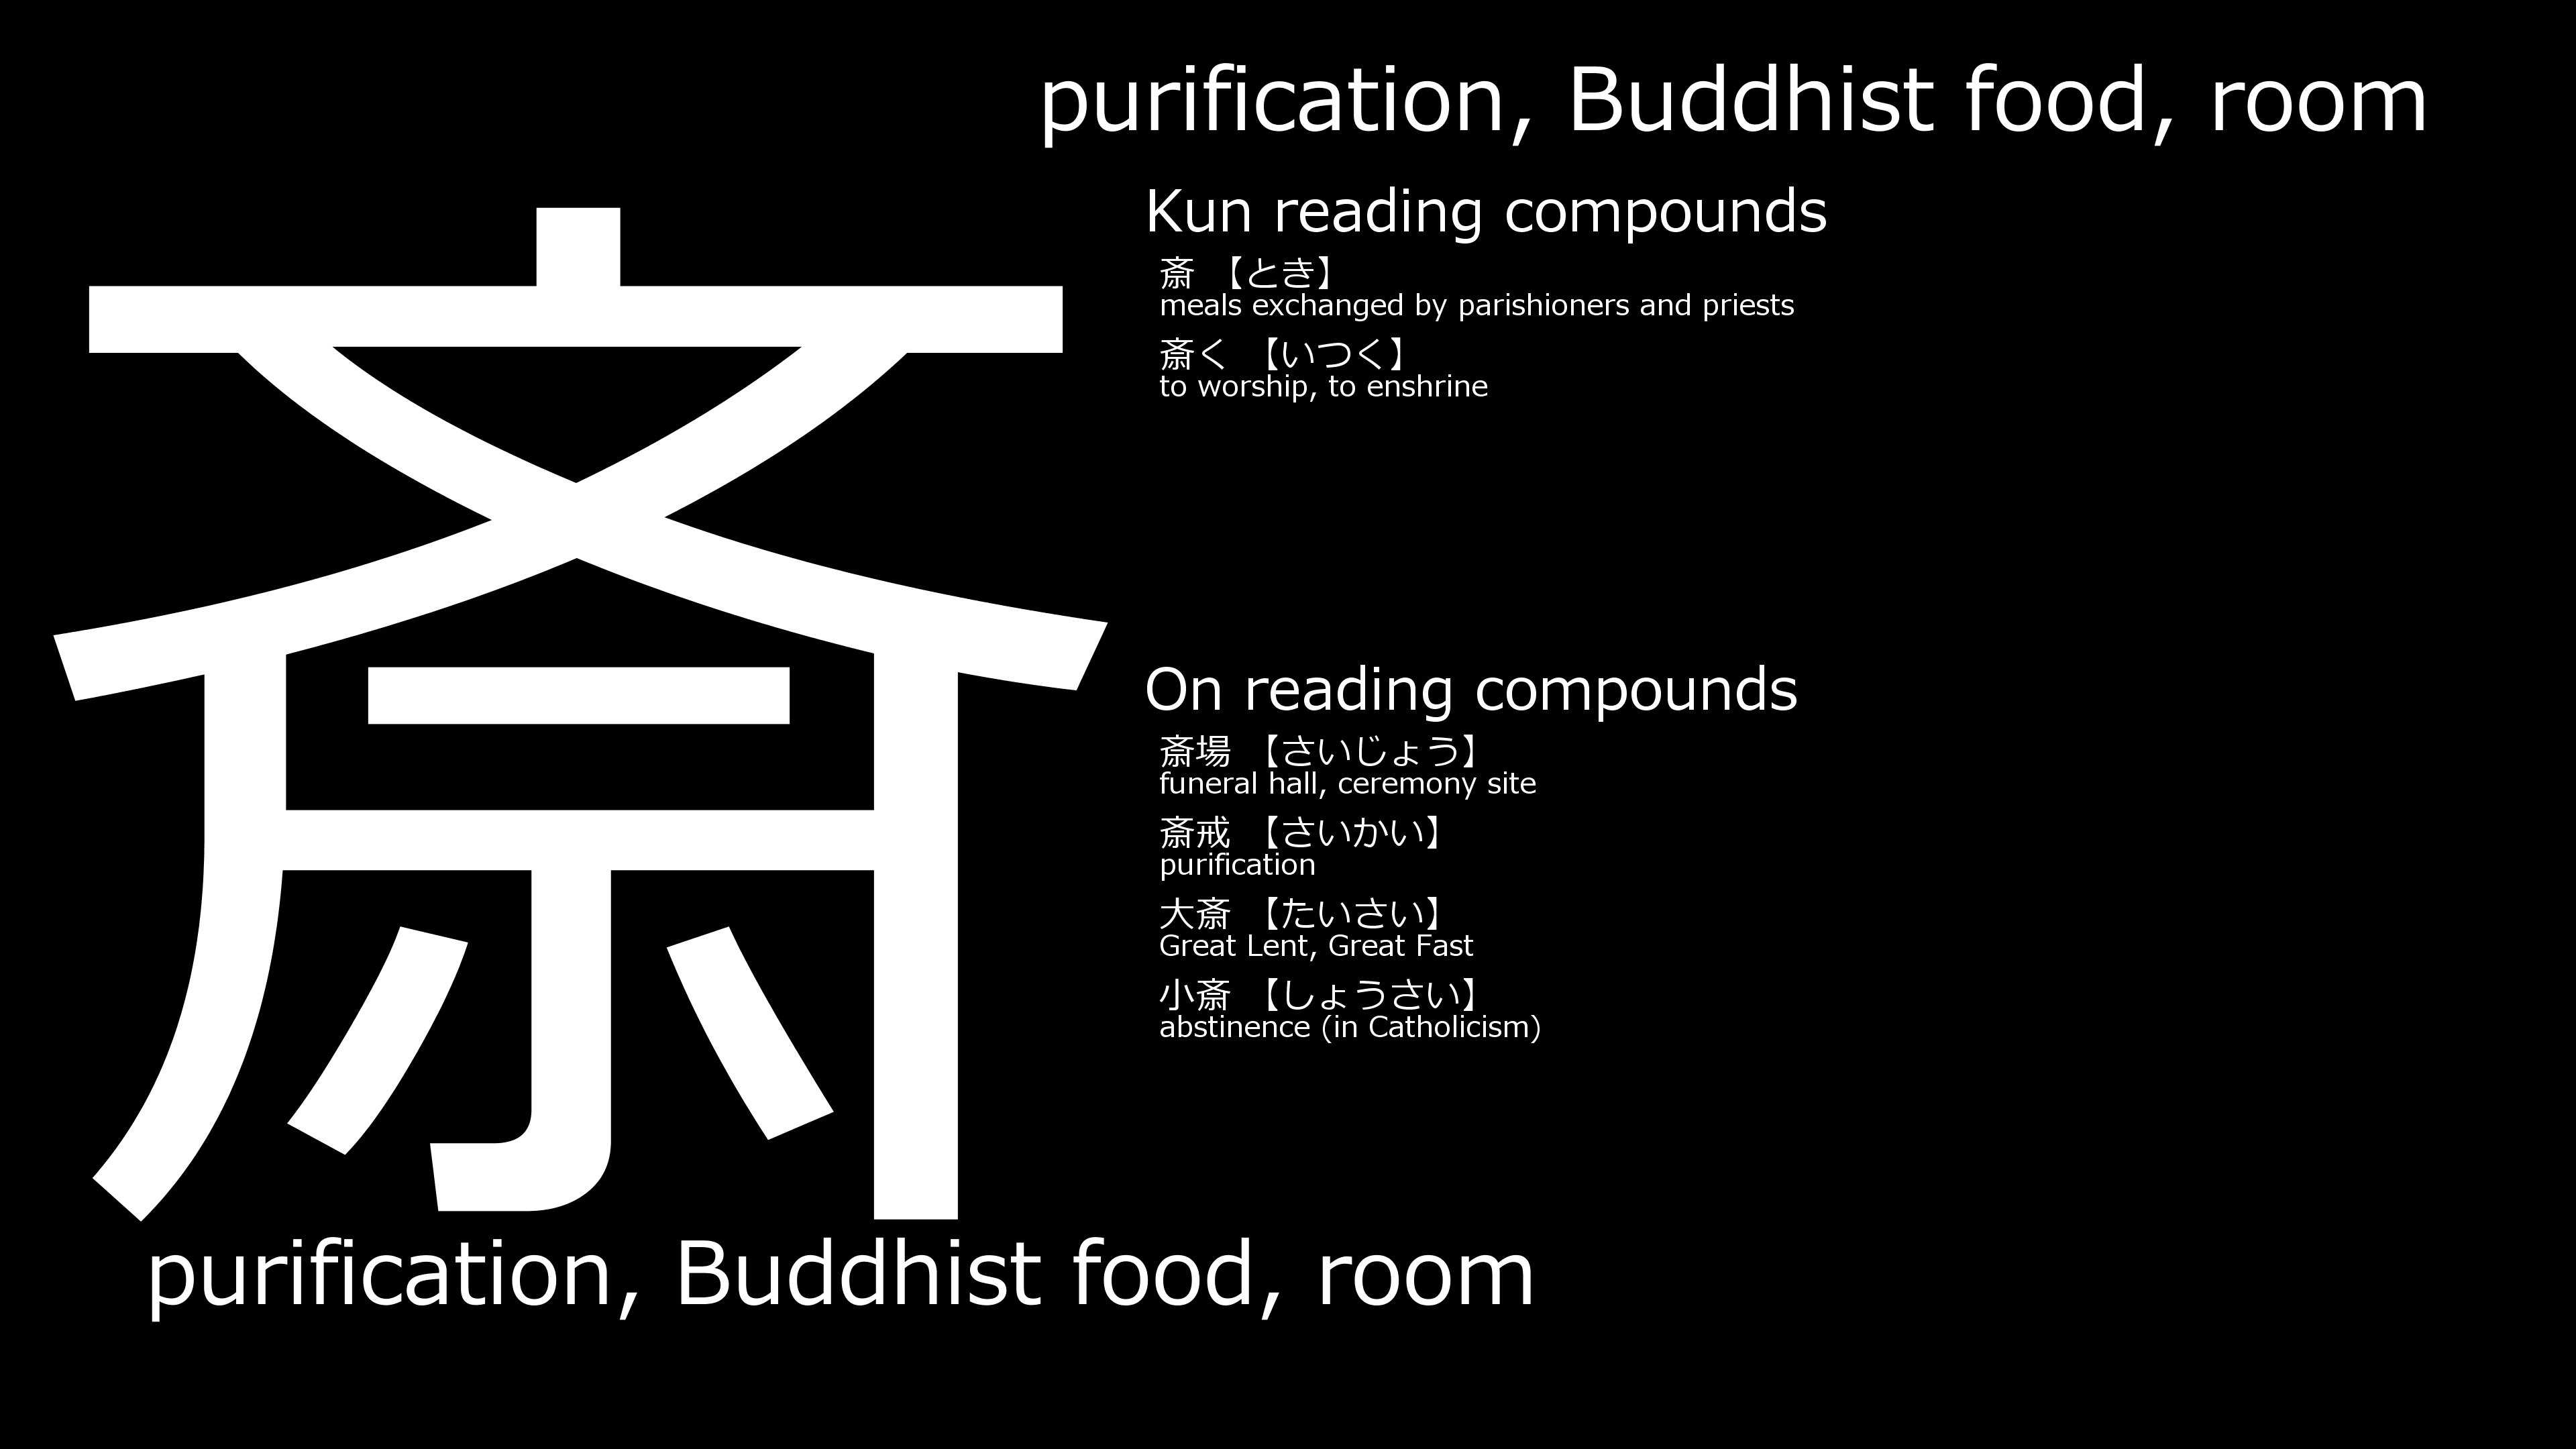 purification, Buddhist food, room
斎
Kun reading compounds
斎 【とき】
meals exchanged by parishioners and priests
斎く 【いつく】
to worship, to enshrine
On reading compounds
斎場 【さいじょう】
funeral hall, ceremony site
斎戒 【さいかい】
purification
大斎 【たいさい】
Great Lent, Great Fast
小斎 【しょうさい】
abstinence (in Catholicism)
purification, Buddhist food, room